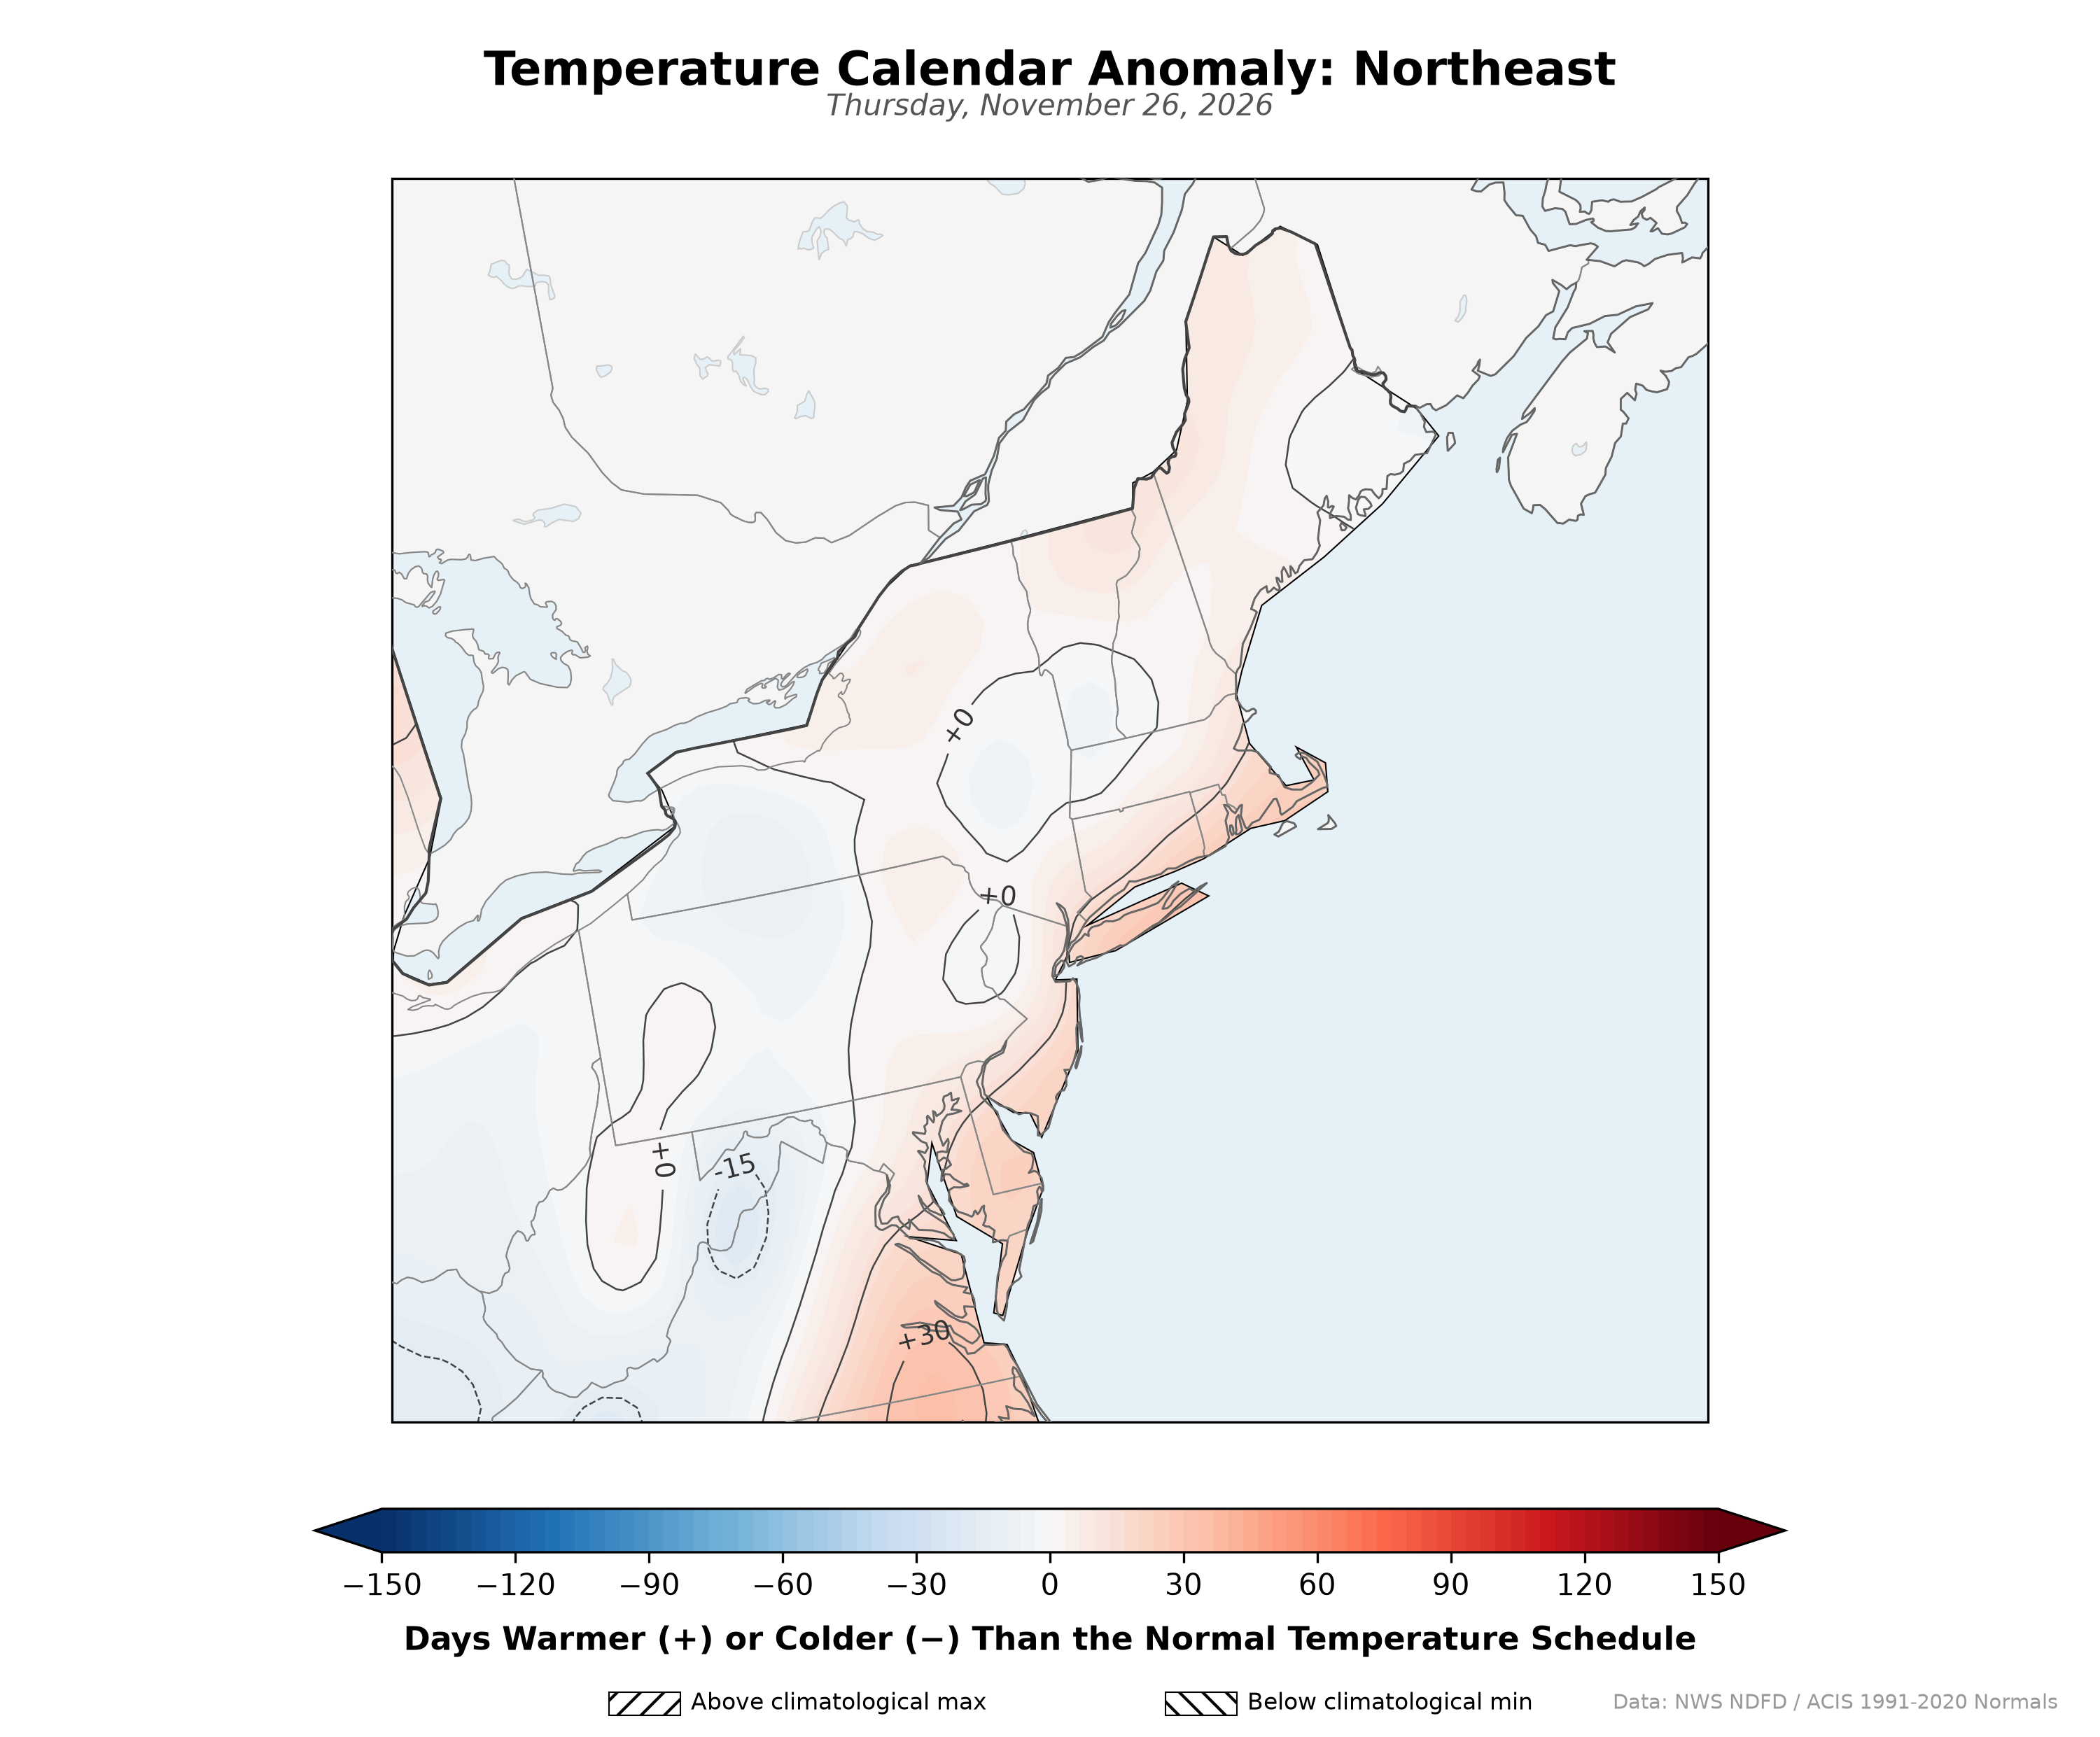 Temperature Calendar Anomaly: Northeast
Thursday, November 26, 2026
+0
+0
+0
-15
+30
−150 −120 −90 −60 −30 0 30 60 90 120 150
Days Warmer (+) or Colder (−) Than the Normal Temperature Schedule
Above climatological max Below climatological min Data: NWS NDFD / ACIS 1991-2020 Normals